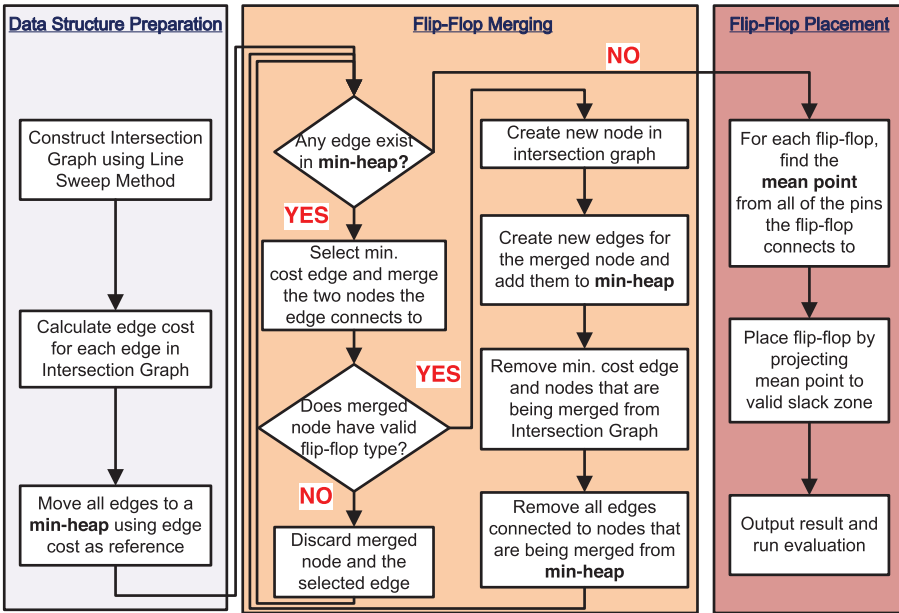 Data Structure Preparation
Construct Intersection
Graph using Line
Sweep Method
Calculate edge cost
for each edge in
Intersection Graph
Move all edges to a
min-heap using edge
cost as reference
Flip-Flop Merging
Any edge exist
in min-heap?
YES
Select min.
cost edge and merge
the two nodes the
edge connects to
Does merged
node have valid
flip-flop type?
YES
NO
Discard merged
node and the
selected edge
Create new node in
intersection graph
Create new edges for
the merged node and
add them to min-heap
Remove min. cost edge
and nodes that are
being merged from
Intersection Graph
Remove all edges
connected to nodes that
are being merged from
min-heap
NO
Flip-Flop Placement
For each flip-flop,
find the
mean point
from all of the pins
the flip-flop
connects to
Place flip-flop by
projecting
mean point to
valid slack zone
Output result and
run evaluation